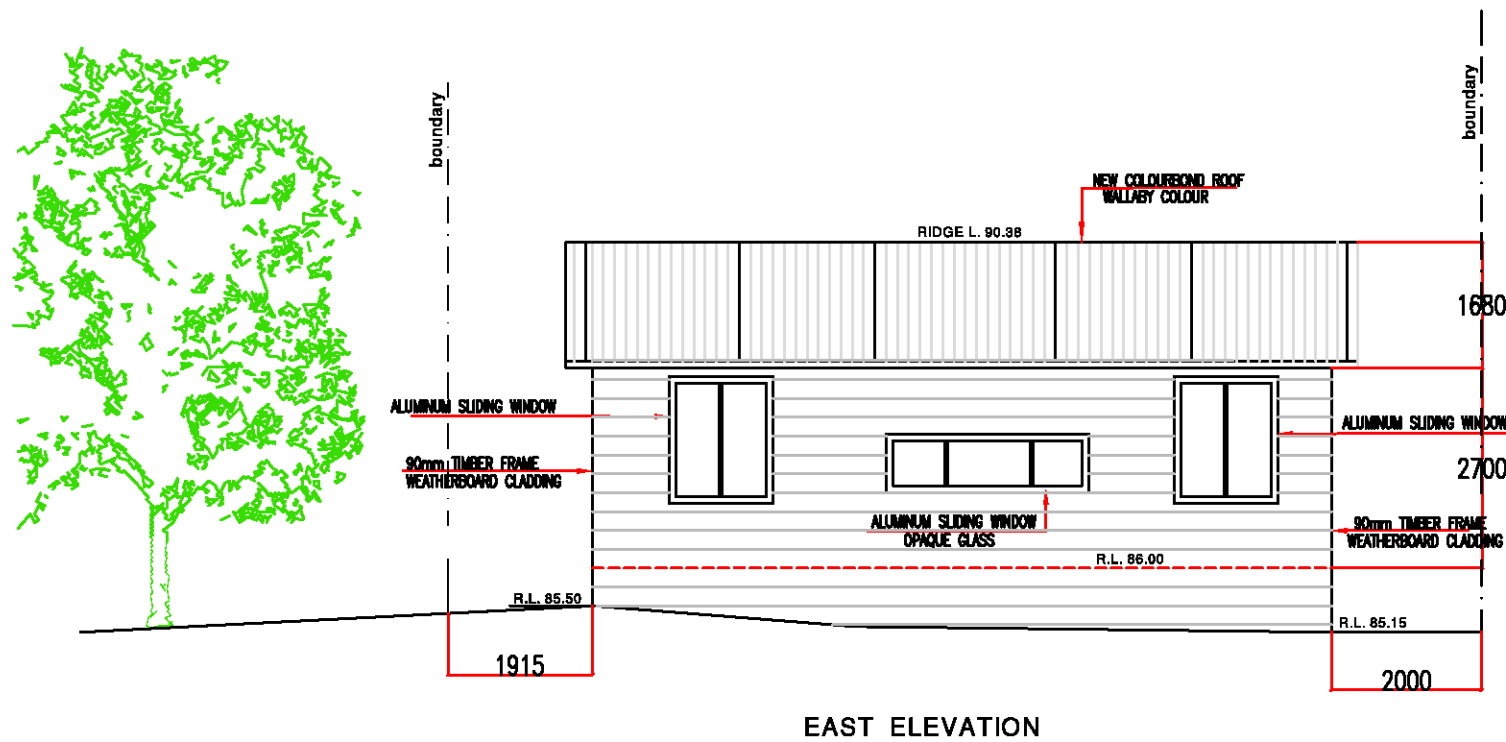 boundary
boundary
NEW COLOURBOND ROOF
WALLABY COLOUR
RIDGE L. 90.38
1680
ALUMINUM SLIDING WINDOW
ALUMINUM SLIDING WINDOW
90mm TIMBER FRAME
WEATHERBOARD CLADDING
2700
ALUMINUM SLIDING WINDOW
OPAQUE GLASS
90mm TIMBER FRAME
WEATHERBOARD CLADDING
R.L. 86.00
R.L. 85.50
R.L. 85.15
1915
2000
EAST ELEVATION